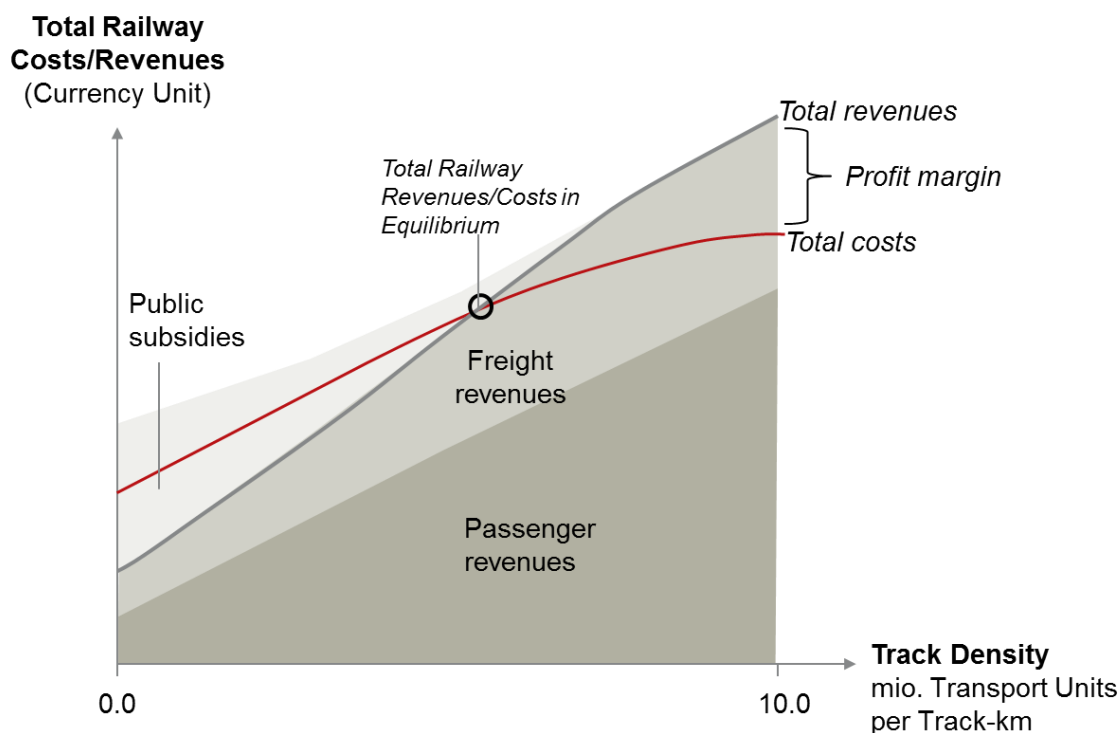 Total Railway
Costs/Revenues
(Currency Unit)
Total revenues
Profit margin
Total costs
Total Railway
Revenues/Costs in
Equilibrium
Public
subsidies
Freight
revenues
Passenger
revenues
Track Density
mio. Transport Units
per Track-km
0.0
10.0